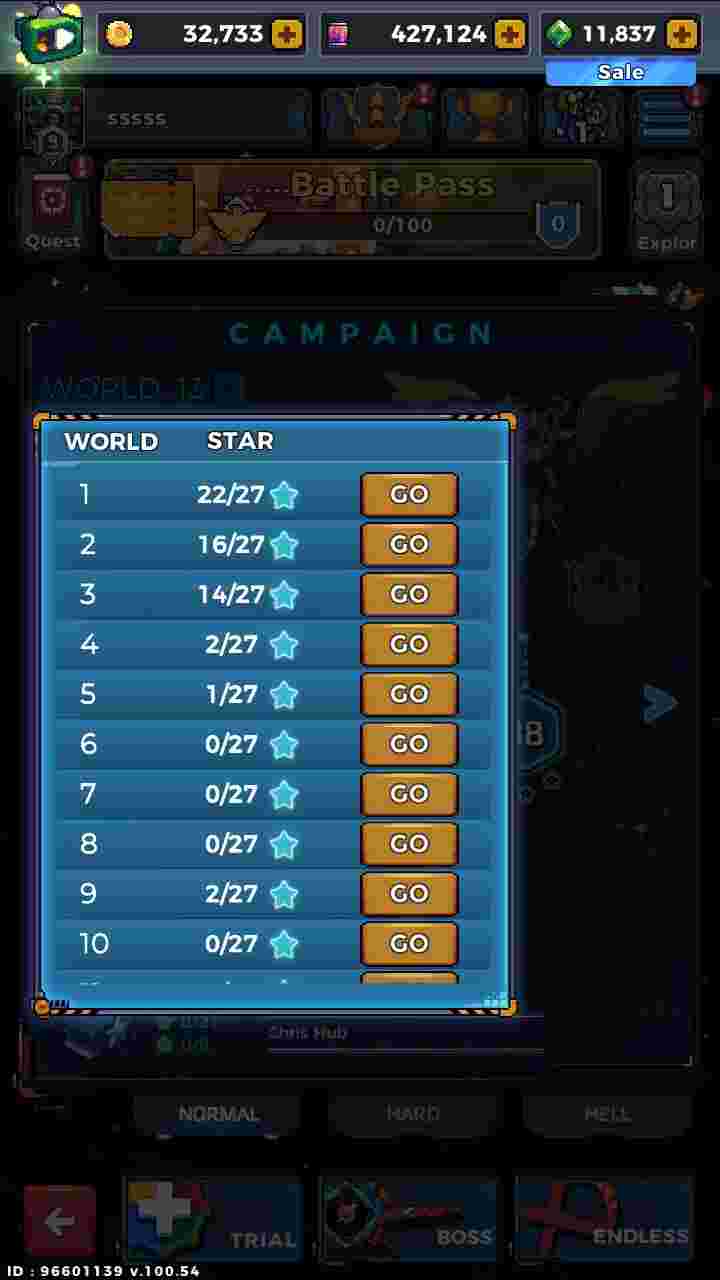 32,733 427,124 11,837
Sale
19 sssss 1
Battle Pass
0/100 0 1
Quest Explor
CAMPAIGN
WORLD 13
WORLD STAR
1 22/27 GO
2 16/27 GO
3 14/27 GO
4 2/27 GO
5 1/27 GO
6 0/27 GO
7 0/27 GO
8 0/27 GO
9 2/27 GO
10 0/27 GO
Chris Hub
NORMAL HARD HELL
TRIAL BOSS ENDLESS
ID : 96601139 v.100.54